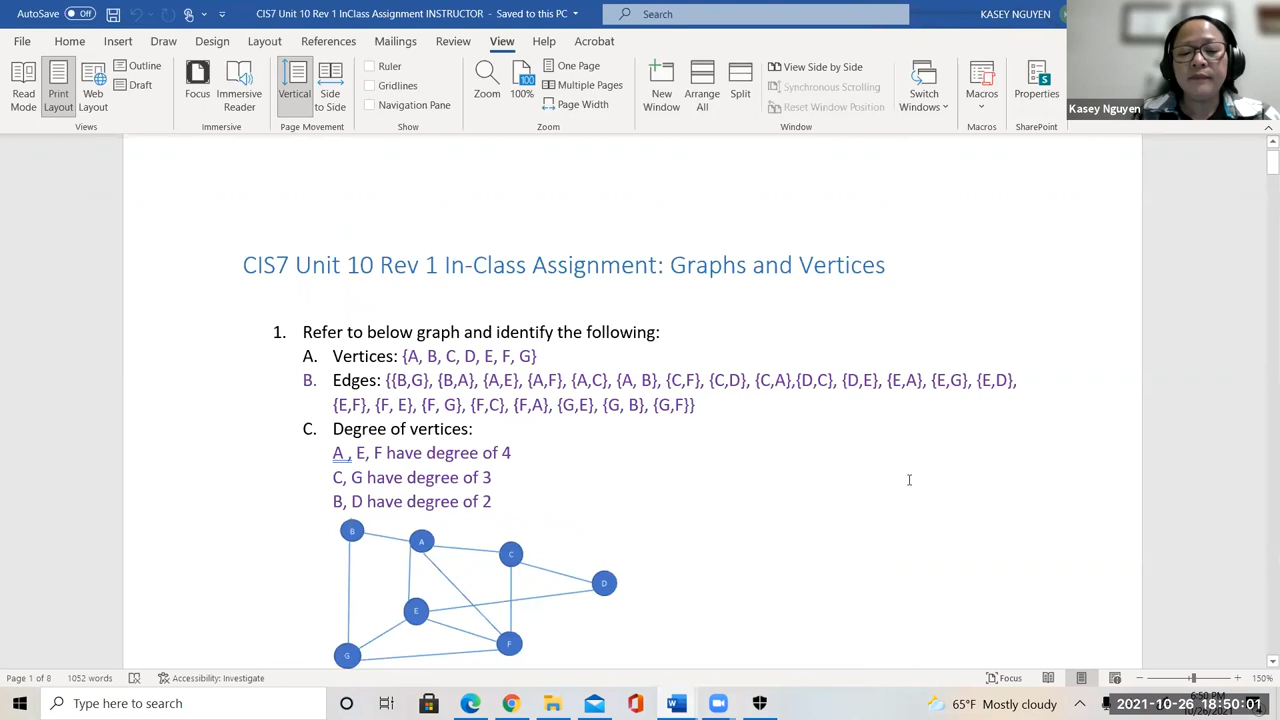 AutoSave Off CIS7 Unit 10 Rev 1 InClass Assignment INSTRUCTOR - Saved to this PC Search KASEY NGUYEN
File Home Insert Draw Design Layout References Mailings Review View Help Acrobat
Read Mode Print Layout Web Layout Outline Draft Focus Immersive Reader Vertical Side to Side Ruler Gridlines Navigation Pane Zoom 100% One Page Multiple Pages Page Width New Window Arrange All Split View Side by Side Synchronous Scrolling Reset Window Position Switch Windows Macros Properties
Kasey Nguyen
Views Immersive Page Movement Show Zoom Window Macros SharePoint
CIS7 Unit 10 Rev 1 In-Class Assignment: Graphs and Vertices
1. Refer to below graph and identify the following:
A. Vertices: {A, B, C, D, E, F, G}
B. Edges: {{B,G}, {B,A}, {A,E}, {A,F}, {A,C}, {A, B}, {C,F}, {C,D}, {C,A},{D,C}, {D,E}, {E,A}, {E,G}, {E,D},
{E,F}, {F, E}, {F, G}, {F,C}, {F,A}, {G,E}, {G, B}, {G,F}}
C. Degree of vertices:
A , E, F have degree of 4
C, G have degree of 3
B, D have degree of 2
B
A
C
D
E
F
G
Page 1 of 8 1052 words Accessibility: Investigate Focus 150%
Type here to search 65°F Mostly cloudy 6:50 PM
2021-10-26 18:50:01